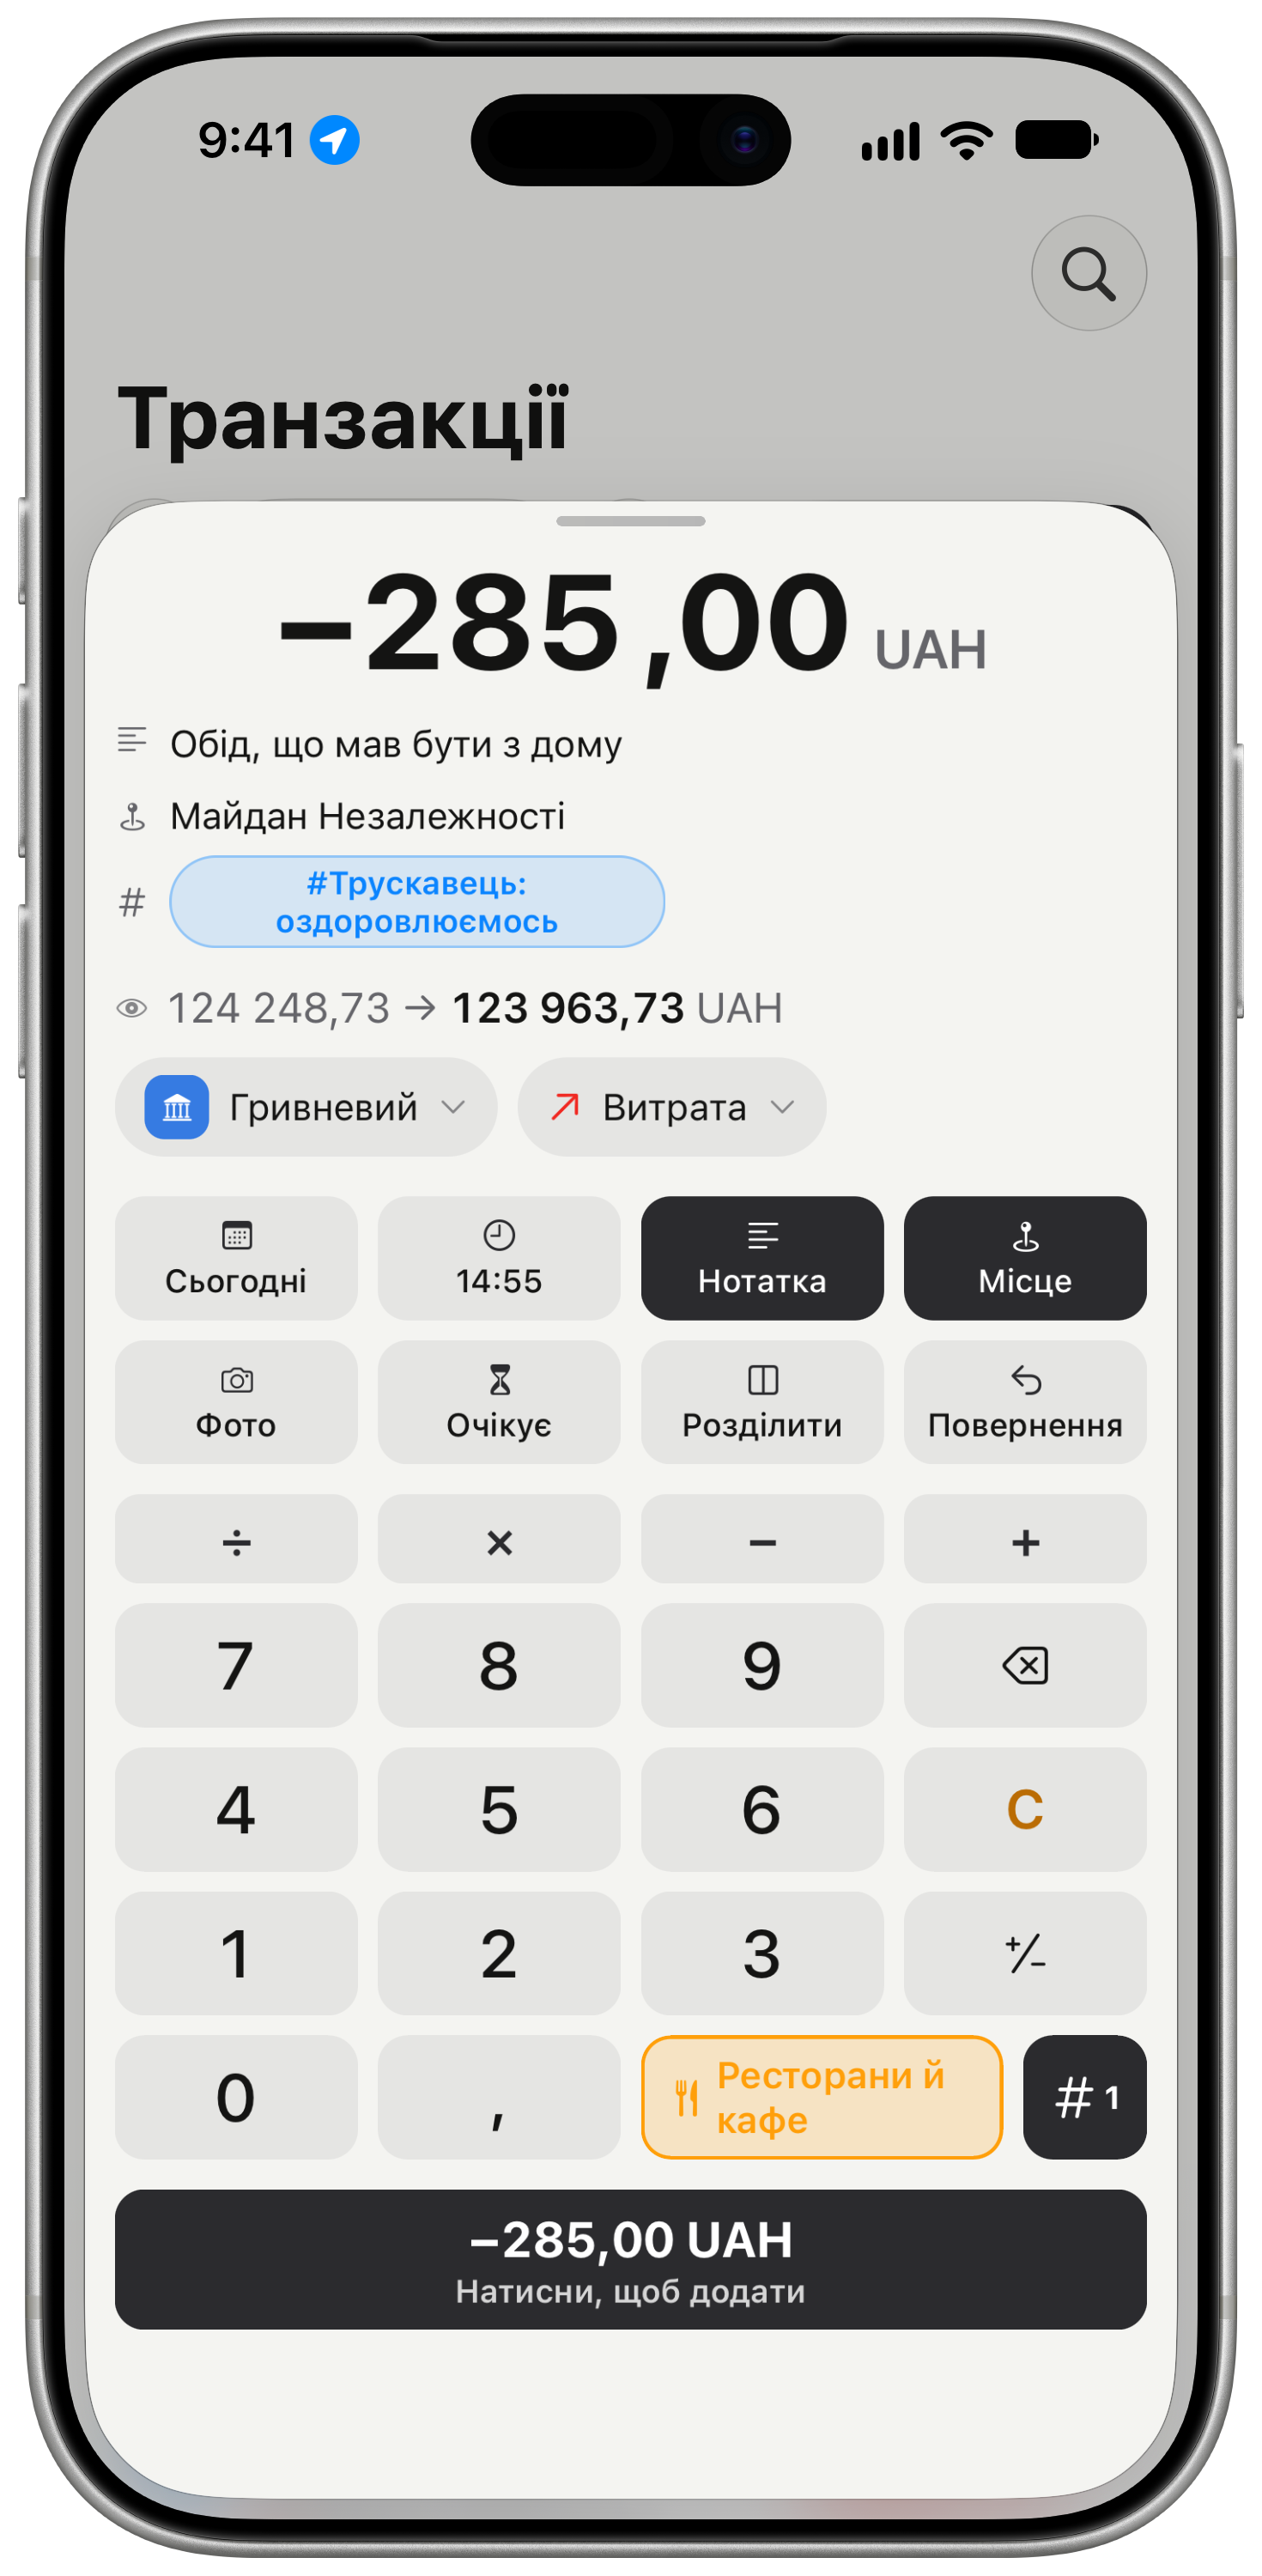 9:41
Транзакції
−285,00 UAH
Обід, що мав бути з дому
Майдан Незалежності
# #Трускавець:
оздоровлюємось
124 248,73 → 123 963,73 UAH
Гривневий Витрата
Сьогодні 14:55 Нотатка Місце
Фото Очікує Розділити Повернення
÷ × − +
7 8 9
4 5 6 C
1 2 3 +/−
0 , Ресторани й
кафе # 1
−285,00 UAH
Натисни, щоб додати